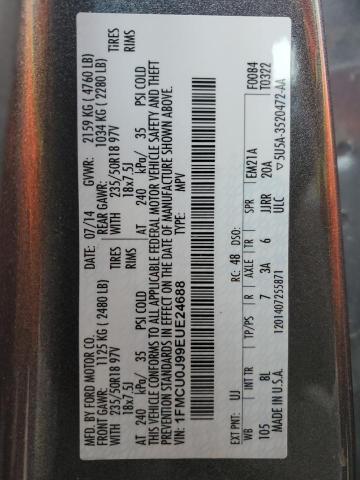 MFD. BY FORD MOTOR CO.
DATE: 07/14 GVWR: 2159 KG ( 4760 LB)
FRONT GAWR: 1125 KG ( 2480 LB) REAR GAWR: 1034 KG ( 2280 LB)
WITH 235/50R18 97V TIRES WITH 235/50R18 97V TIRES
18x7.5J RIMS 18x7.5J
AT 240 kPa/ 35 PSI COLD AT 240 kPa/ 35 PSI COLD
THIS VEHICLE CONFORMS TO ALL APPLICABLE FEDERAL MOTOR VEHICLE SAFETY AND THEFT
PREVENTION STANDARDS IN EFFECT ON THE DATE OF MANUFACTURE SHOWN ABOVE.
VIN: 1FMCU0J99EUE24688 TYPE: MPV
F0084
T0322
EXT PNT: UJ RC: 4B DSO:
WB BRK INT TR TP/PS R AXLE TR SPR EM21A
105 8L 7 3A 6 JJRR 20A
MADE IN U.S.A. ULC ▽5U5A-3520472-AA
1201407255871